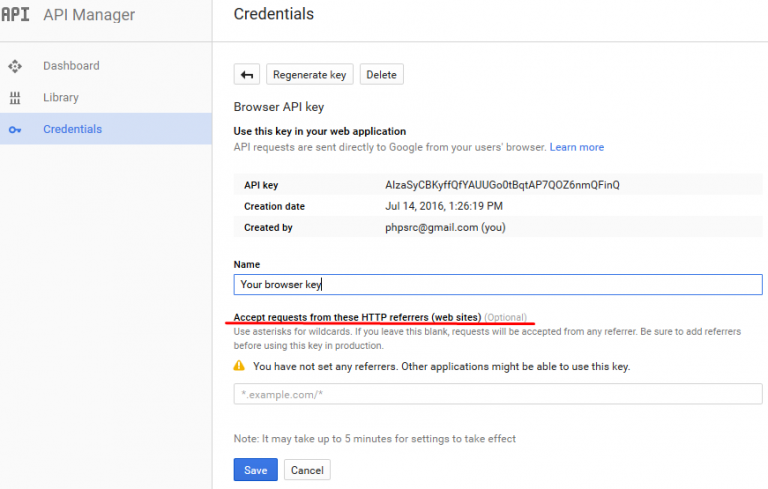 API API Manager
Credentials
Dashboard
Library
Credentials
Regenerate key Delete
Browser API key
Use this key in your web application
API requests are sent directly to Google from your users' browser. Learn more
API key AIzaSyCBKyffQfYAUUGo0tBqtAP7QOZ6nmQFinQ
Creation date Jul 14, 2016, 1:26:19 PM
Created by phpsrc@gmail.com (you)
Name
Your browser key
Accept requests from these HTTP referrers (web sites) (Optional)
Use asterisks for wildcards. If you leave this blank, requests will be accepted from any referrer. Be sure to add referrers
before using this key in production.
You have not set any referrers. Other applications might be able to use this key.
*.example.com/*
Note: It may take up to 5 minutes for settings to take effect
Save Cancel